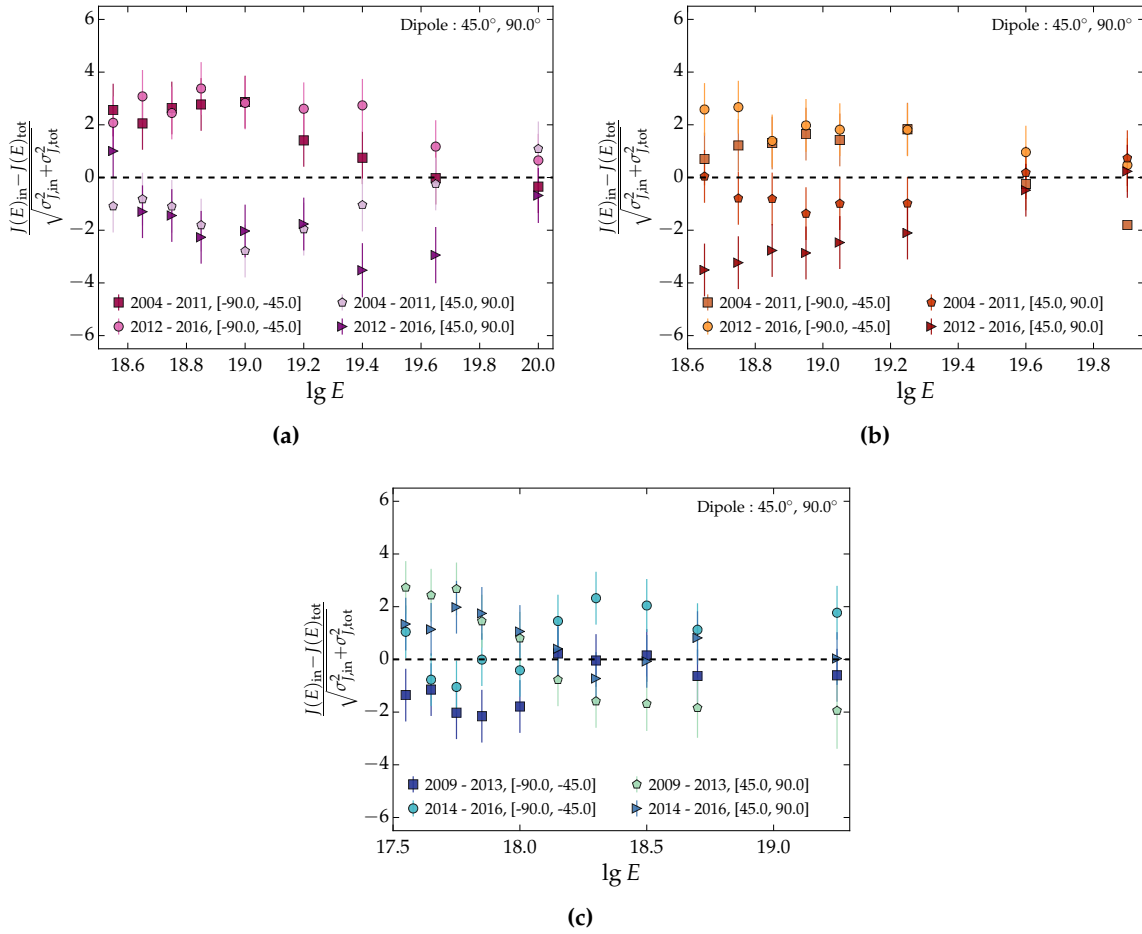 Dipole : 45.0°, 90.0°
6
4
2
0
−2
−4
−6
J(E)in−J(E)tot
√σ²J,in+σ²J,tot
2004 - 2011, [-90.0, -45.0]
2012 - 2016, [-90.0, -45.0]
2004 - 2011, [45.0, 90.0]
2012 - 2016, [45.0, 90.0]
18.6 18.8 19.0 19.2 19.4 19.6 19.8 20.0
lg E
(a)
Dipole : 45.0°, 90.0°
6
4
2
0
−2
−4
−6
J(E)in−J(E)tot
√σ²J,in+σ²J,tot
2004 - 2011, [-90.0, -45.0]
2012 - 2016, [-90.0, -45.0]
2004 - 2011, [45.0, 90.0]
2012 - 2016, [45.0, 90.0]
18.6 18.8 19.0 19.2 19.4 19.6 19.8
lg E
(b)
Dipole : 45.0°, 90.0°
6
4
2
0
−2
−4
−6
J(E)in−J(E)tot
√σ²J,in+σ²J,tot
2009 - 2013, [-90.0, -45.0]
2014 - 2016, [-90.0, -45.0]
2009 - 2013, [45.0, 90.0]
2014 - 2016, [45.0, 90.0]
17.5 18.0 18.5 19.0
lg E
(c)